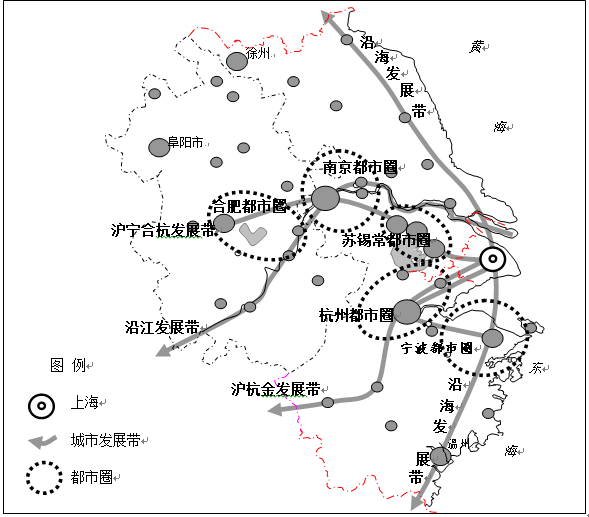 黄
海
沿
海
发
展
带
徐州
阜阳市
南京都市圈
合肥都市圈
沪宁合杭发展带
苏锡常都市圈
沿江发展带
杭州都市圈
宁波都市圈
沪杭金发展带
东
海
沿
海
发
展
带
温州
图 例
上海
城市发展带
都市圈